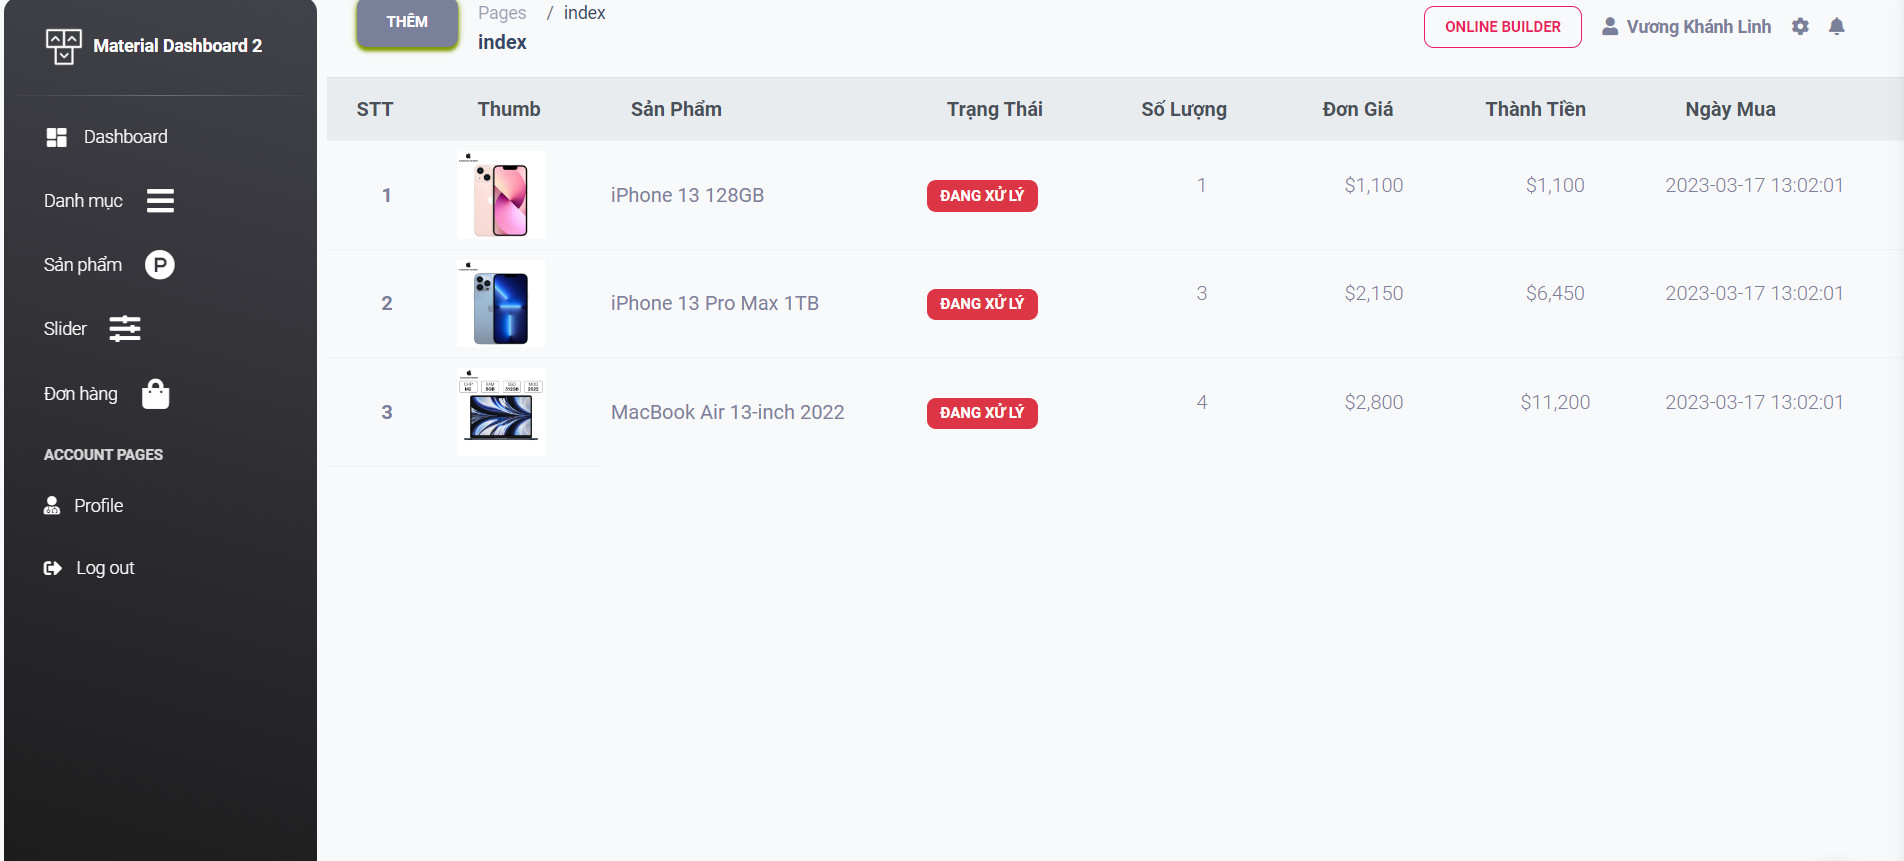 Material Dashboard 2
Dashboard
Danh mục
Sản phẩm
P
Slider
Đơn hàng
ACCOUNT PAGES
Profile
Log out
THÊM
Pages / index
index
ONLINE BUILDER
Vương Khánh Linh
STT Thumb Sản Phẩm Trạng Thái Số Lượng Đơn Giá Thành Tiền Ngày Mua
1 iPhone 13 128GB ĐANG XỬ LÝ 1 $1,100 $1,100 2023-03-17 13:02:01
2 iPhone 13 Pro Max 1TB ĐANG XỬ LÝ 3 $2,150 $6,450 2023-03-17 13:02:01
3 MacBook Air 13-inch 2022 ĐANG XỬ LÝ 4 $2,800 $11,200 2023-03-17 13:02:01